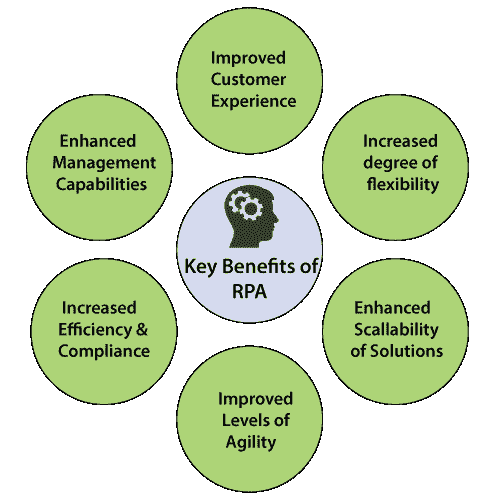 Improved
Customer
Experience
Enhanced
Management
Capabilities
Increased
degree of
flexibility
Key Benefits of
RPA
Increased
Efficiency &
Compliance
Enhanced
Scallability
of Solutions
Improved
Levels of
Agility